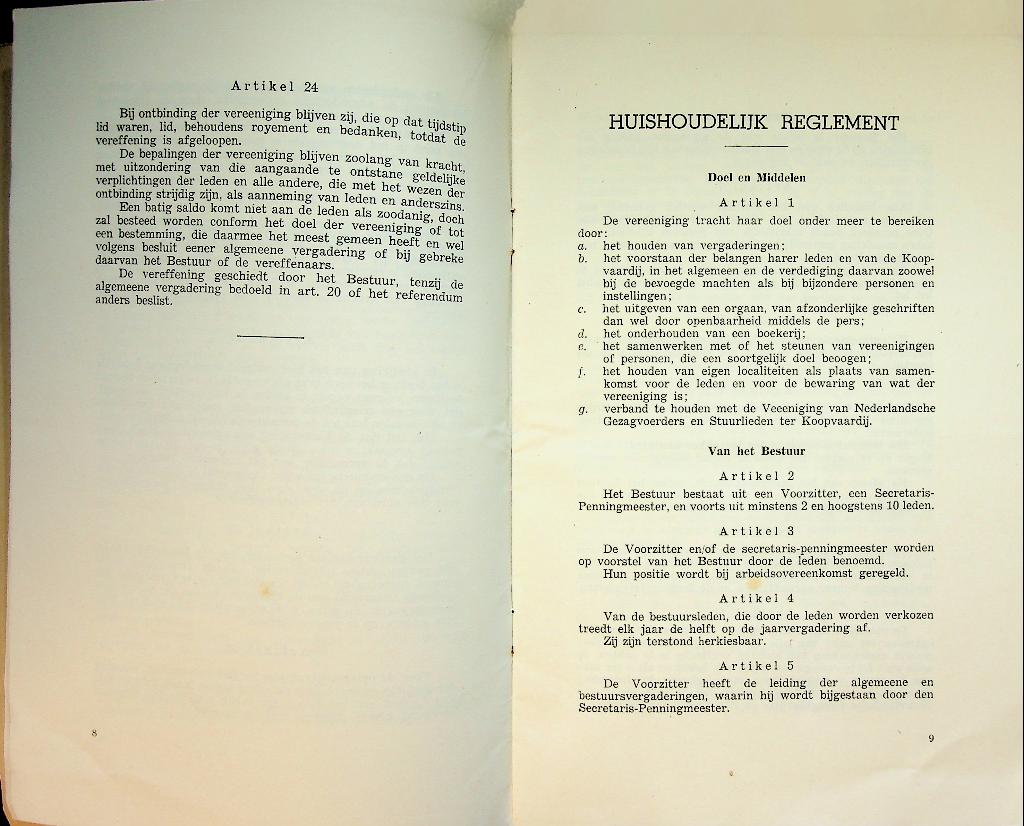 Artikel 24
Bij ontbinding der vereeniging blijven zij, die op dat tijdstip
lid waren, lid, behoudens royement en bedanken, totdat de
vereffening is afgeloopen.
De bepalingen der vereeniging blijven zoolang van kracht,
met uitzondering van die aangaande te ontstane geldelijke
verplichtingen der leden en alle andere, die met het wezen der
ontbinding strijdig zijn, als aanneming van leden en anderszins.
Een batig saldo komt niet aan de leden als zoodanig, doch
zal besteed worden conform het doel der vereeniging of tot
een bestemming, die daarmee het meest gemeen heeft en wel
volgens besluit eener algemeene vergadering of bij gebreke
daarvan het Bestuur of de vereffenaars.
De vereffening geschiedt door het Bestuur, tenzij de
algemeene vergadering bedoeld in art. 20 of het referendum
anders beslist.
8
HUISHOUDELIJK REGLEMENT
Doel en Middelen
Artikel 1
De vereeniging tracht haar doel onder meer te bereiken
door:
a. het houden van vergaderingen;
b. het voorstaan der belangen harer leden en van de Koop-
vaardij, in het algemeen en de verdediging daarvan zoowel
bij de bevoegde machten als bij bijzondere personen en
instellingen;
c. het uitgeven van een orgaan, van afzonderlijke geschriften
dan wel door openbaarheid middels de pers;
d. het onderhouden van een boekerij;
e. het samenwerken met of het steunen van vereenigingen
of personen, die een soortgelijk doel beoogen;
f. het houden van eigen localiteiten als plaats van samen-
komst voor de leden en voor de bewaring van wat der
vereeniging is;
g. verband te houden met de Veeeniging van Nederlandsche
Gezagvoerders en Stuurlieden ter Koopvaardij.
Van het Bestuur
Artikel 2
Het Bestuur bestaat uit een Voorzitter, een Secretaris-
Penningmeester, en voorts uit minstens 2 en hoogstens 10 leden.
Artikel 3
De Voorzitter en/of de secretaris-penningmeester worden
op voorstel van het Bestuur door de leden benoemd.
Hun positie wordt bij arbeidsovereenkomst geregeld.
Artikel 4
Van de bestuursleden, die door de leden worden verkozen
treedt elk jaar de helft op de jaarvergadering af.
Zij zijn terstond herkiesbaar.
Artikel 5
De Voorzitter heeft de leiding der algemeene en
bestuursvergaderingen, waarin hij wordt bijgestaan door den
Secretaris-Penningmeester.
9